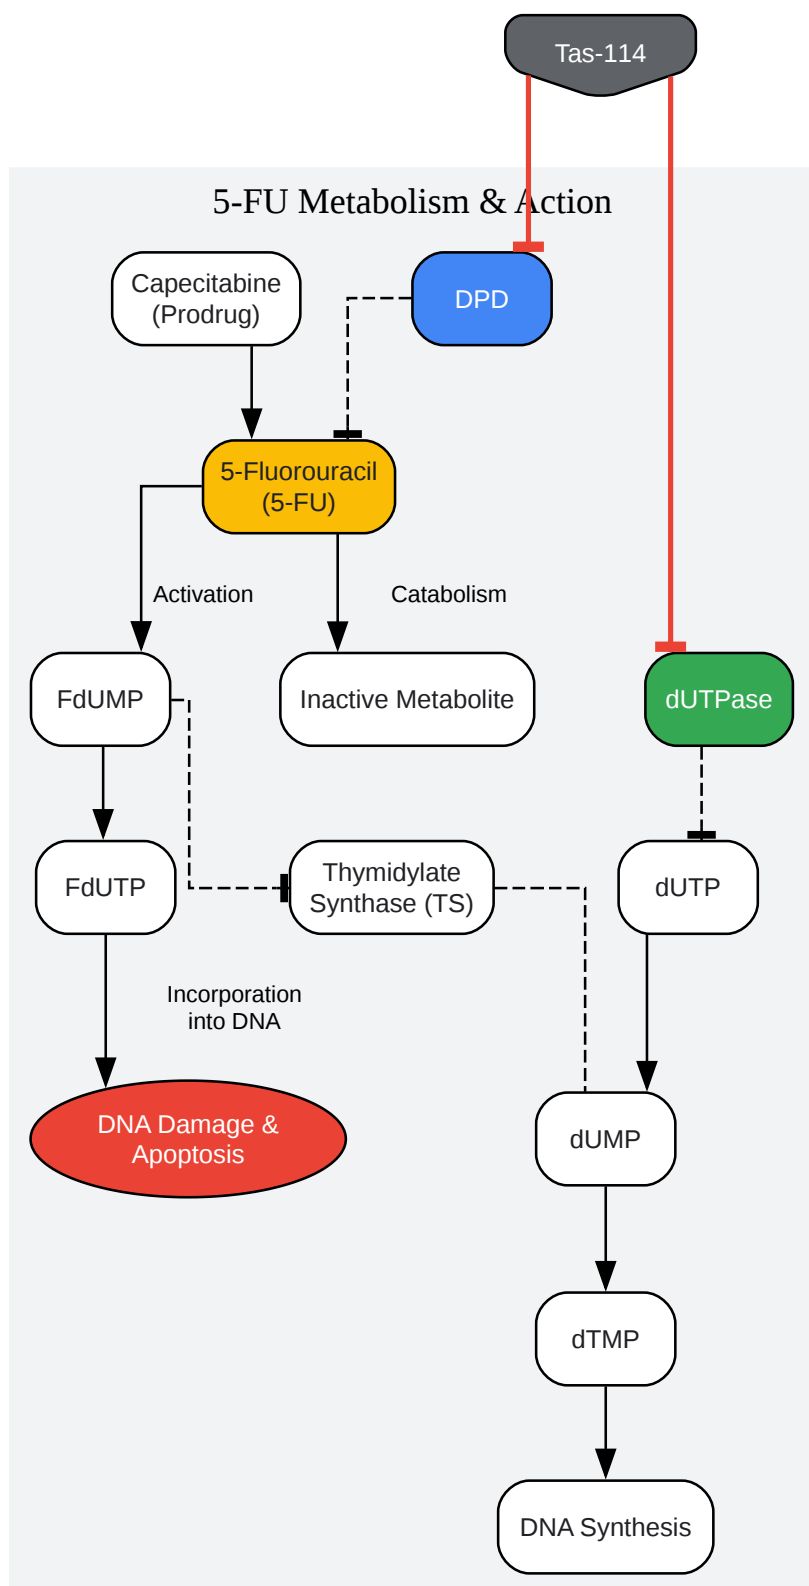 Tas-114
5-FU Metabolism & Action
Capecitabine
(Prodrug)
DPD
5-Fluorouracil
(5-FU)
Activation
Catabolism
FdUMP
Inactive Metabolite
dUTPase
FdUTP
Thymidylate
Synthase (TS)
dUTP
Incorporation
into DNA
DNA Damage &
Apoptosis
dUMP
dTMP
DNA Synthesis